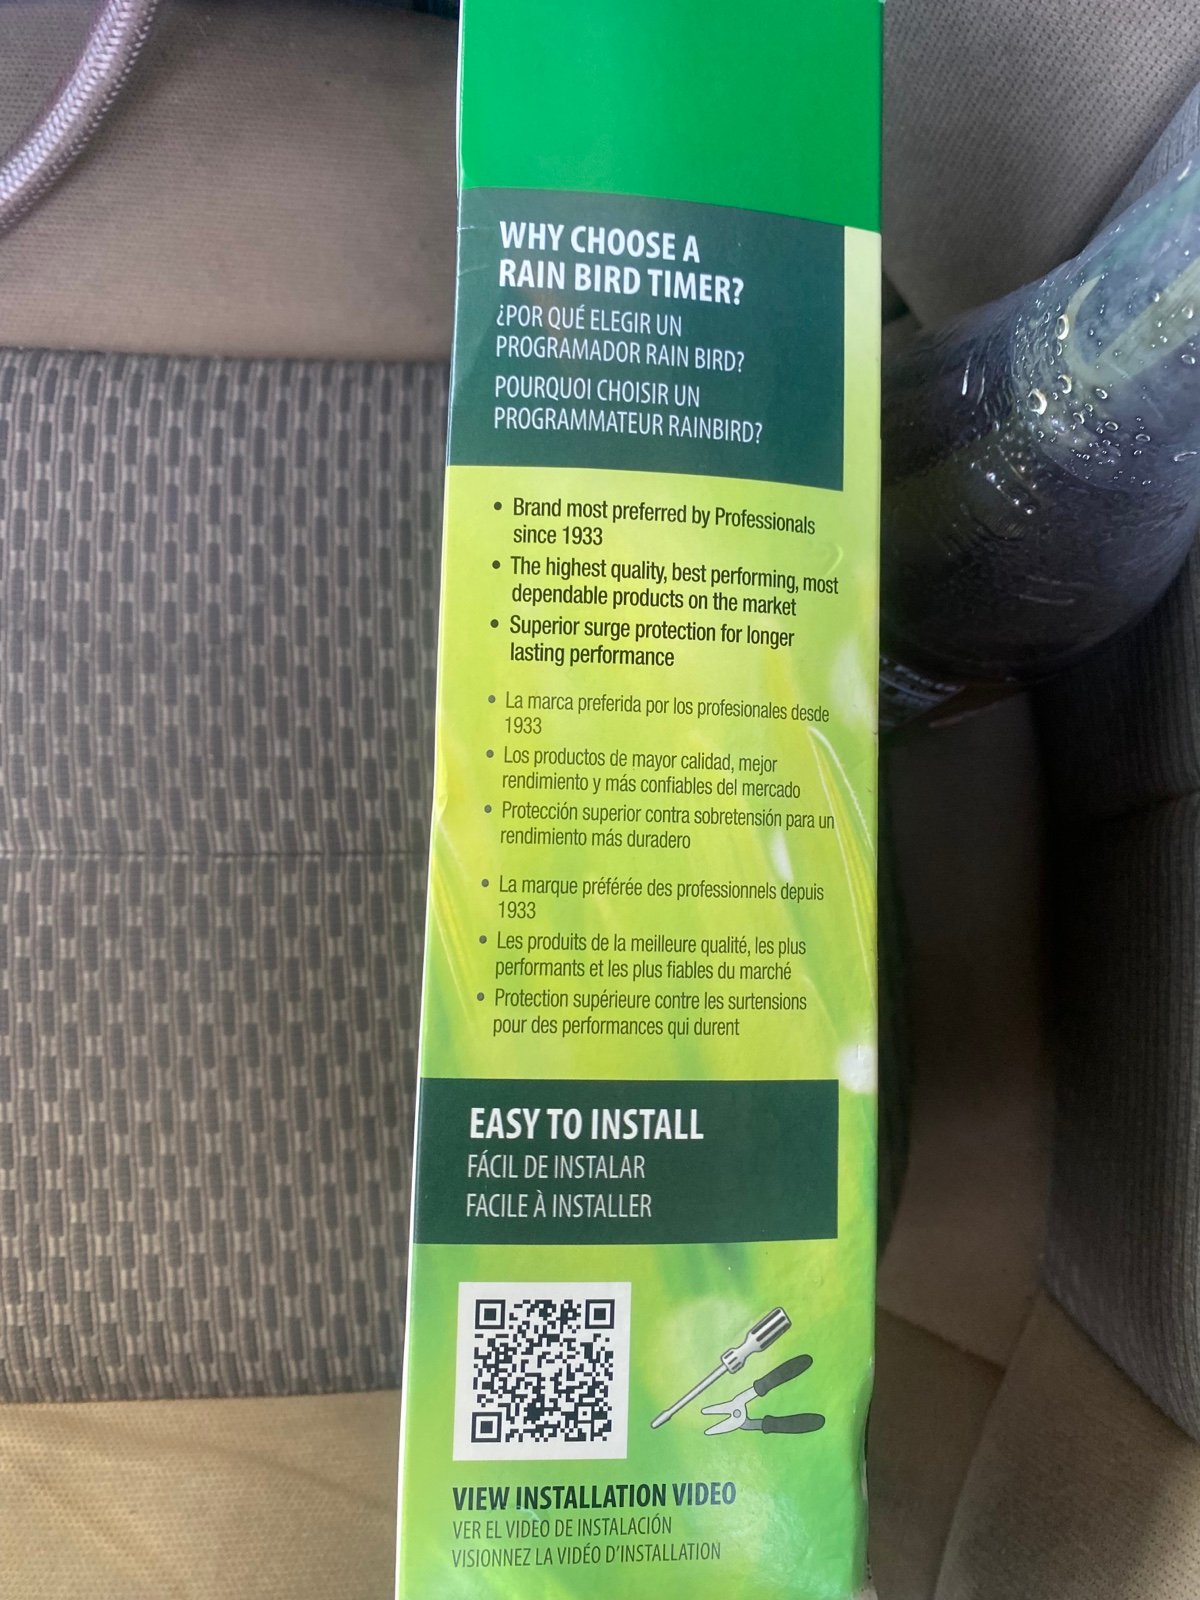 WHY CHOOSE A
RAIN BIRD TIMER?
¿POR QUÉ ELEGIR UN
PROGRAMADOR RAIN BIRD?
POURQUOI CHOISIR UN
PROGRAMMATEUR RAINBIRD?
• Brand most preferred by Professionals
since 1933
• The highest quality, best performing, most
dependable products on the market
• Superior surge protection for longer
lasting performance
• La marca preferida por los profesionales desde
1933
• Los productos de mayor calidad, mejor
rendimiento y más confiables del mercado
• Protección superior contra sobretensión para un
rendimiento más duradero
• La marque préférée des professionnels depuis
1933
• Les produits de la meilleure qualité, les plus
performants et les plus fiables du marché
• Protection supérieure contre les surtensions
pour des performances qui durent
EASY TO INSTALL
FÁCIL DE INSTALAR
FACILE À INSTALLER
VIEW INSTALLATION VIDEO
VER EL VIDEO DE INSTALACIÓN
VISIONNEZ LA VIDÉO D'INSTALLATION